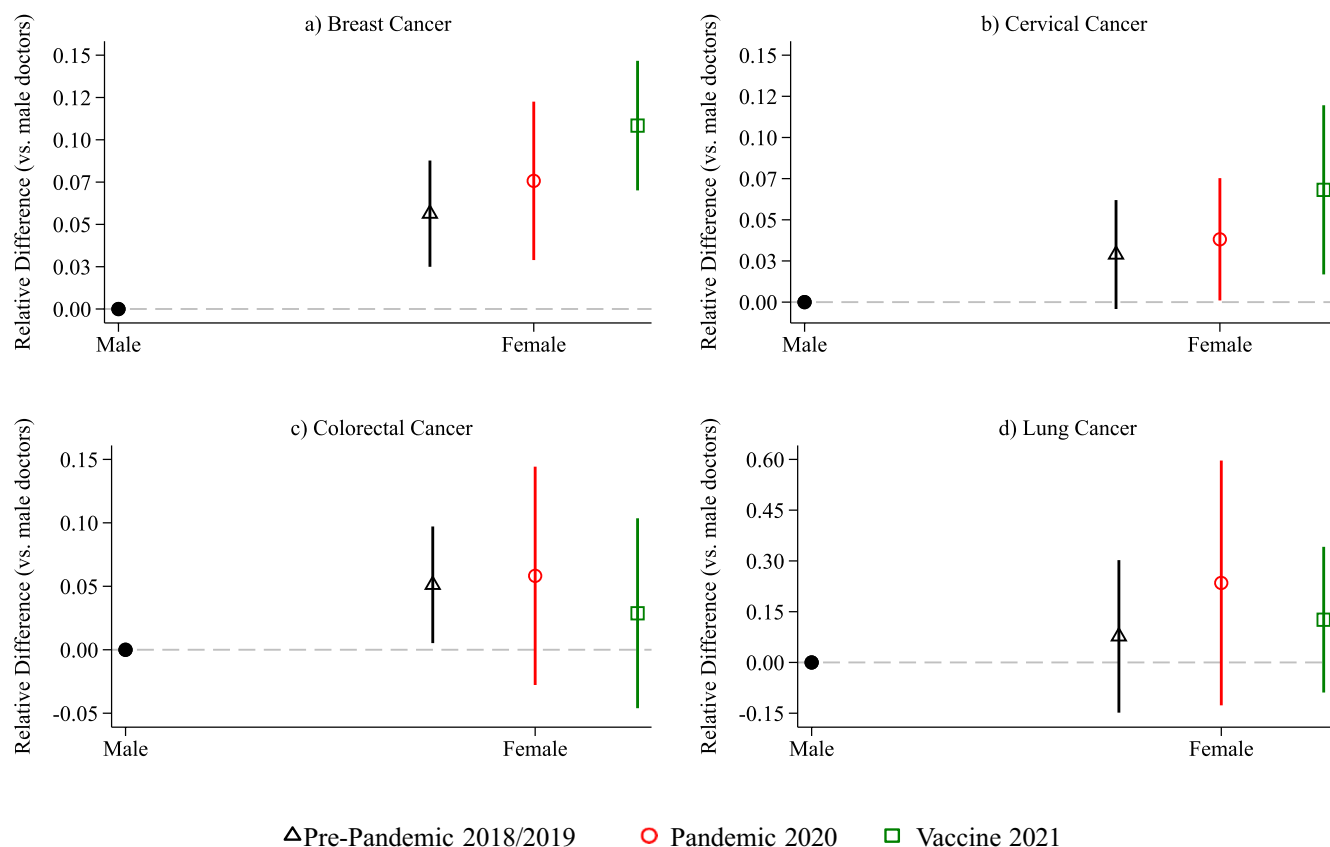 a) Breast Cancer
Relative Difference (vs. male doctors)
0.15
0.12
0.10
0.07
0.05
0.03
0.00
Male
Female
b) Cervical Cancer
Relative Difference (vs. male doctors)
0.15
0.12
0.10
0.07
0.05
0.03
0.00
Male
Female
c) Colorectal Cancer
Relative Difference (vs. male doctors)
0.15
0.10
0.05
0.00
-0.05
Male
Female
d) Lung Cancer
Relative Difference (vs. male doctors)
0.60
0.45
0.30
0.15
0.00
-0.15
Male
Female
Pre-Pandemic 2018/2019
Pandemic 2020
Vaccine 2021